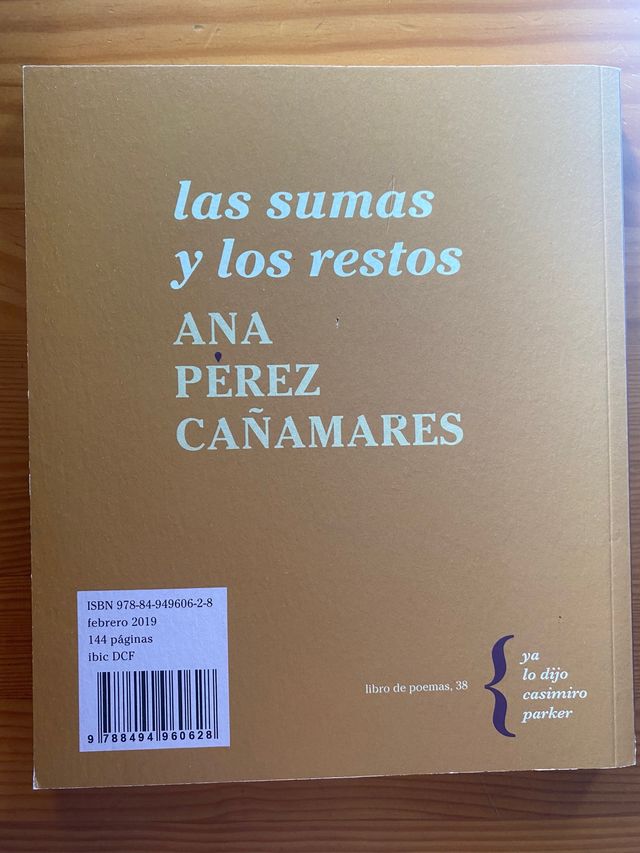 las sumas
y los restos
ANA
PÉREZ
CAÑAMARES
ISBN 978-84-949606-2-8
febrero 2019
144 páginas
ibic DCF
9 788494 960628
libro de poemas, 38
ya
lo dijo
casimiro
parker